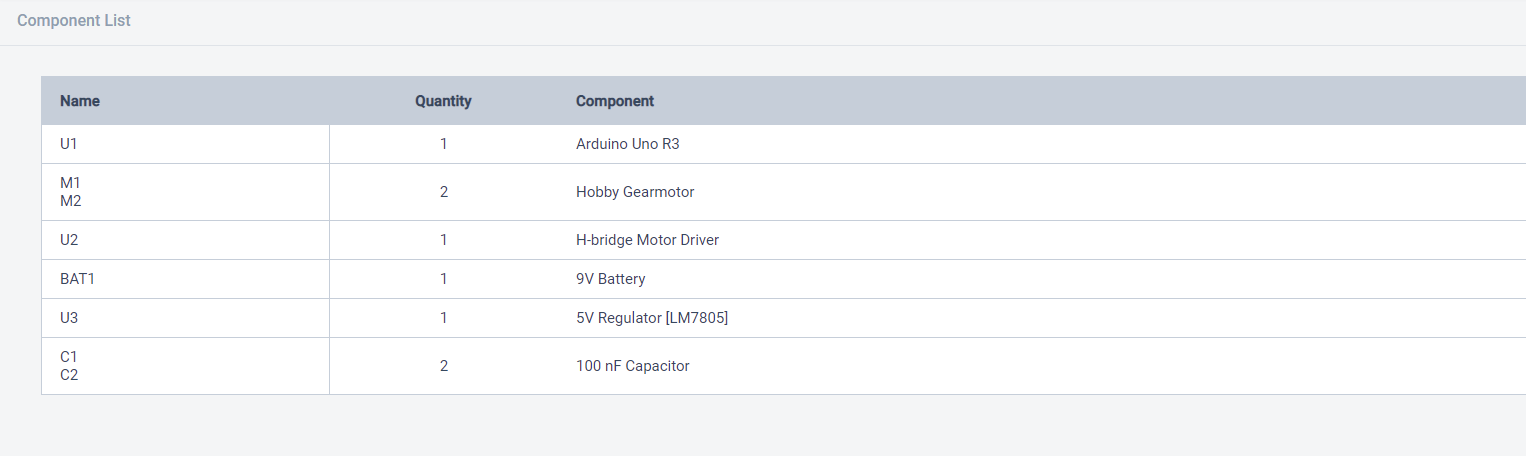 Component List
Name Quantity Component
U1 1 Arduino Uno R3
M1
M2 2 Hobby Gearmotor
U2 1 H-bridge Motor Driver
BAT1 1 9V Battery
U3 1 5V Regulator [LM7805]
C1
C2 2 100 nF Capacitor